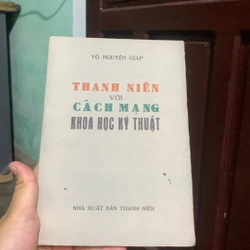 VÕ NGUYÊN GIÁP
THANH NIÊN
VỚI
CÁCH MẠNG
KHOA HỌC KỸ THUẬT
NHÀ XUẤT BẢN THANH NIÊN